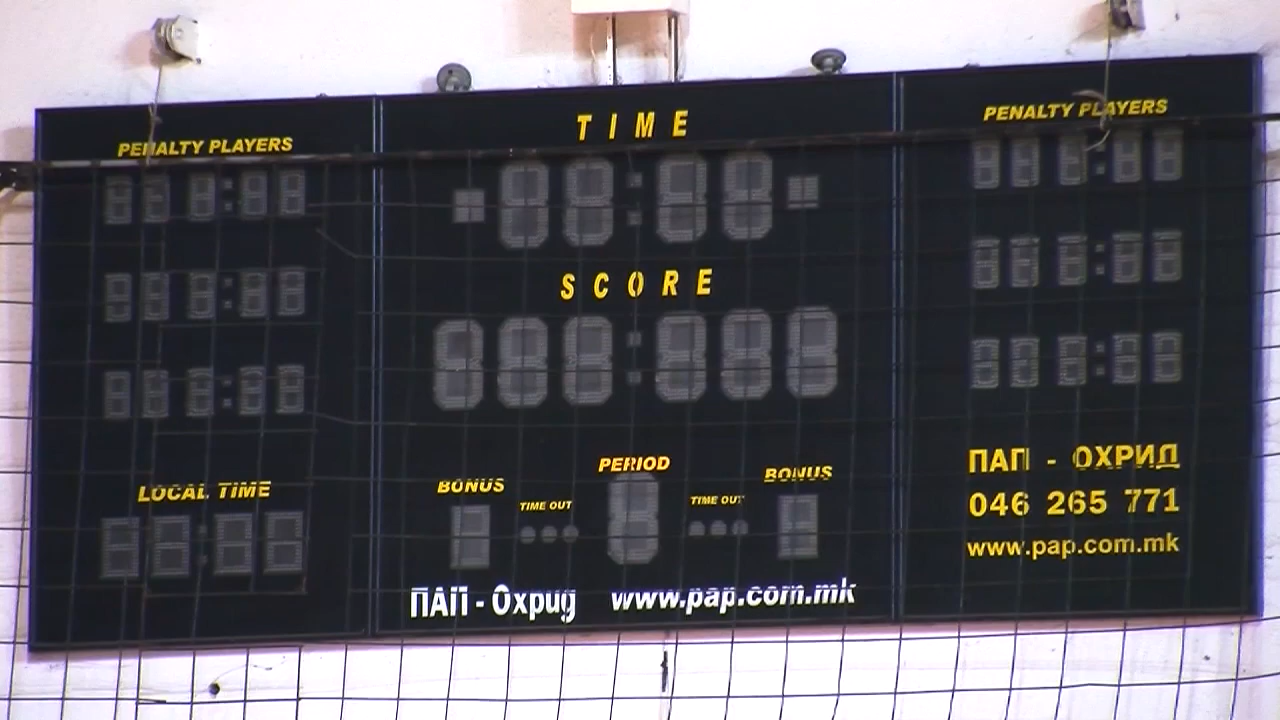 PENALTY PLAYERS
TIME
PENALTY PLAYERS
SCORE
LOCAL TIME
BONUS
TIME OUT
PERIOD
TIME OUT
BONUS
ПАП - ОХРИД
046 265 771
www.pap.com.mk
ПАП - Охрид www.pap.com.mk